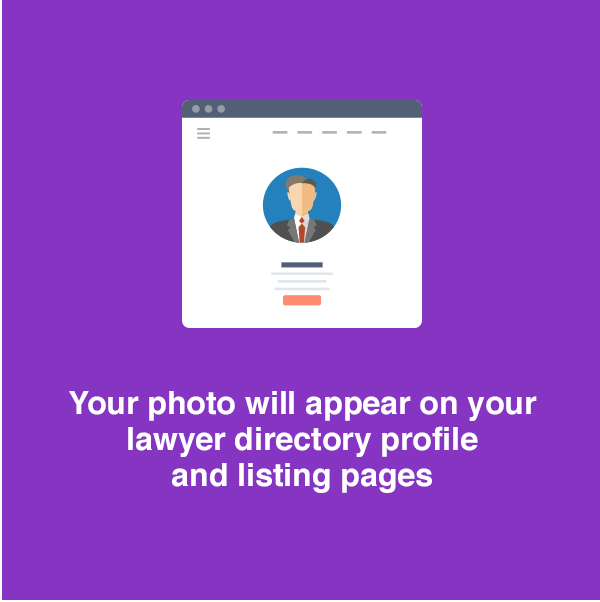 Your photo will appear on your
lawyer directory profile
and listing pages